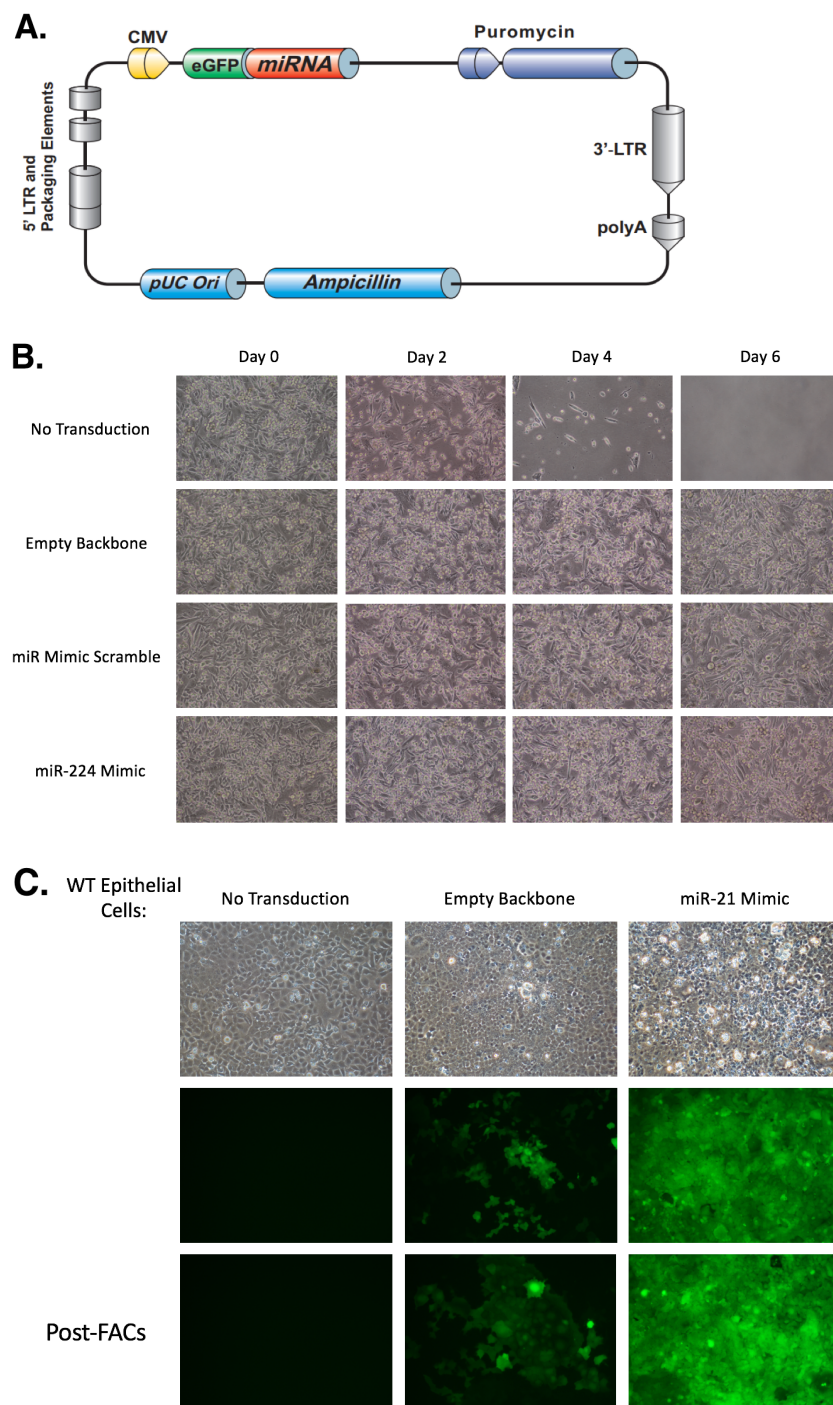 A.
CMV
eGFP
miRNA
Puromycin
5' LTR and
Packaging Elements
3'-LTR
polyA
pUC Ori
Ampicillin
B.
Day 0
Day 2
Day 4
Day 6
No Transduction
Empty Backbone
miR Mimic Scramble
miR-224 Mimic
C.
WT Epithelial
Cells:
No Transduction
Empty Backbone
miR-21 Mimic
Post-FACs